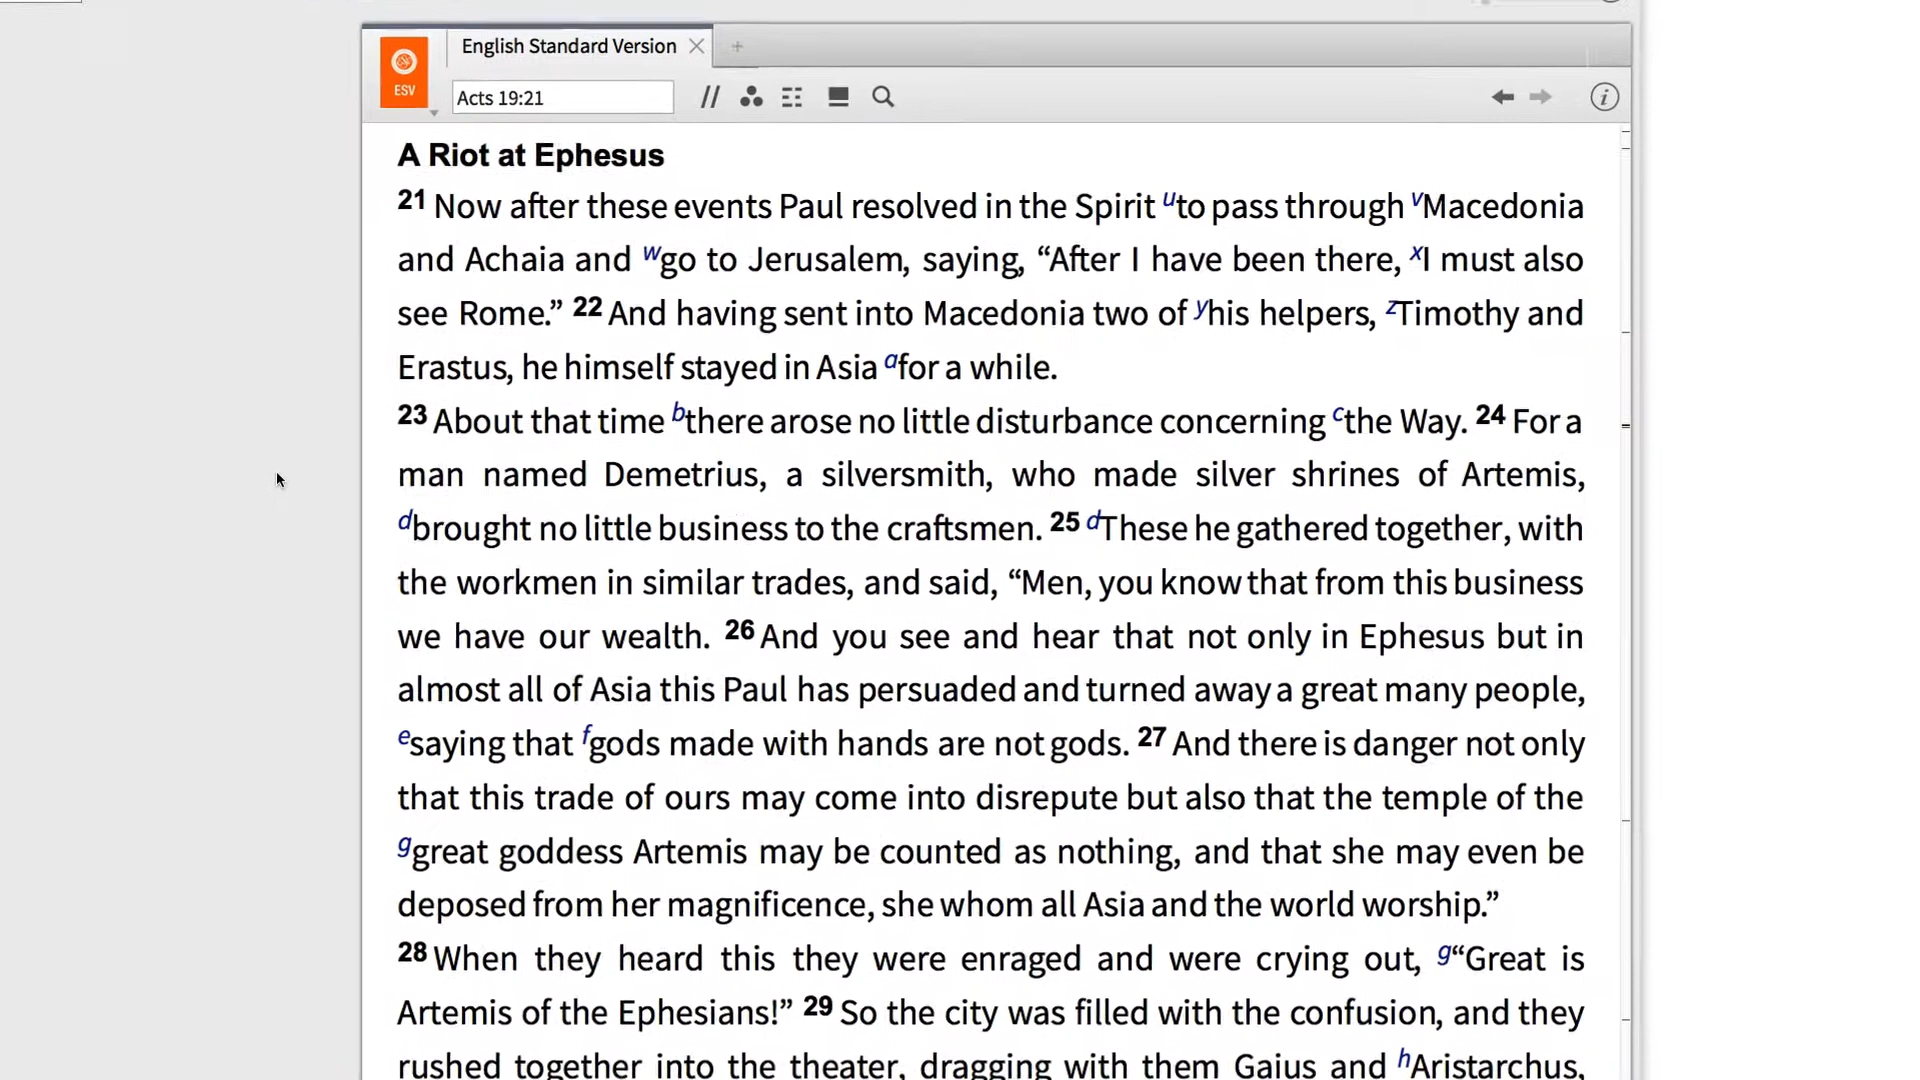 English Standard Version
ESV
Acts 19:21
A Riot at Ephesus
21 Now after these events Paul resolved in the Spirit uto pass through vMacedonia
and Achaia and wgo to Jerusalem, saying, “After I have been there, xI must also
see Rome.” 22 And having sent into Macedonia two of yhis helpers, zTimothy and
Erastus, he himself stayed in Asia afor a while.
23 About that time bthere arose no little disturbance concerning cthe Way. 24 For a
man named Demetrius, a silversmith, who made silver shrines of Artemis,
dbrought no little business to the craftsmen. 25 dThese he gathered together, with
the workmen in similar trades, and said, “Men, you know that from this business
we have our wealth. 26 And you see and hear that not only in Ephesus but in
almost all of Asia this Paul has persuaded and turned away a great many people,
esaying that fgods made with hands are not gods. 27 And there is danger not only
that this trade of ours may come into disrepute but also that the temple of the
ggreat goddess Artemis may be counted as nothing, and that she may even be
deposed from her magnificence, she whom all Asia and the world worship.”
28 When they heard this they were enraged and were crying out, g“Great is
Artemis of the Ephesians!” 29 So the city was filled with the confusion, and they
rushed together into the theater, dragging with them Gaius and hAristarchus,